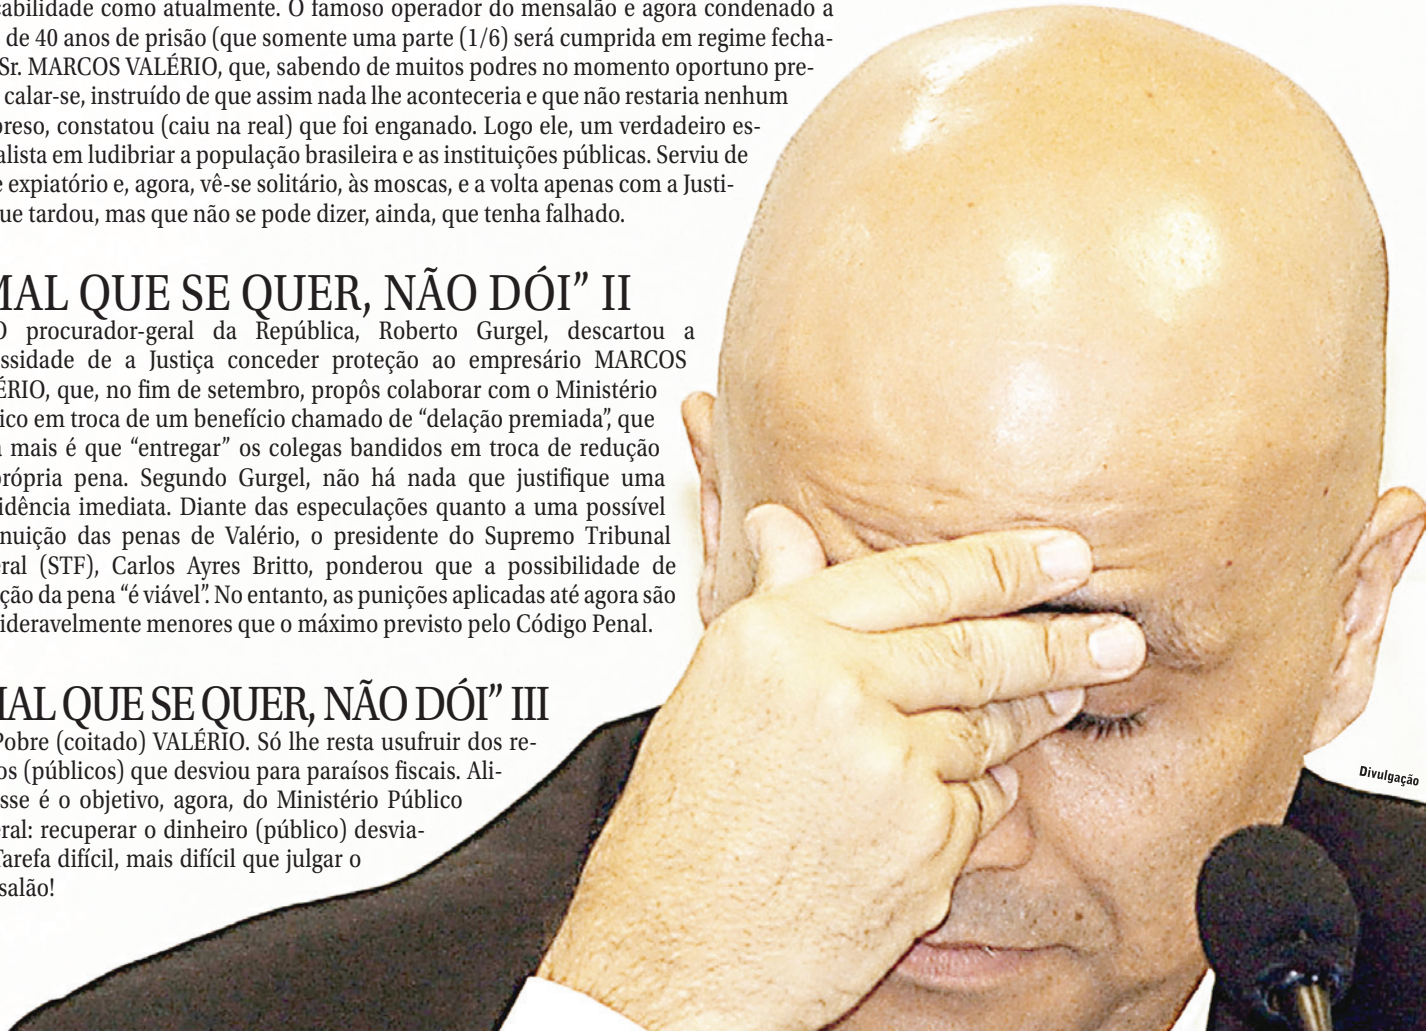 cabilidade como atualmente. O famoso operador do mensalão e agora condenado a
de 40 anos de prisão (que somente uma parte (1/6) será cumprida em regime fecha-
Sr. MARCOS VALÉRIO, que, sabendo de muitos podres no momento oportuno pre-
calar-se, instruído de que assim nada lhe aconteceria e que não restaria nenhum
preso, constatou (caiu na real) que foi enganado. Logo ele, um verdadeiro es-
alista em ludibriar a população brasileira e as instituições públicas. Serviu de
e expiatório e, agora, vê-se solitário, às moscas, e a volta apenas com a Justi-
ue tardou, mas que não se pode dizer, ainda, que tenha falhado.
MAL QUE SE QUER, NÃO DÓI” II
O procurador-geral da República, Roberto Gurgel, descartou a
ssidade de a Justiça conceder proteção ao empresário MARCOS
ÉRIO, que, no fim de setembro, propôs colaborar com o Ministério
ico em troca de um benefício chamado de “delação premiada”, que
a mais é que “entregar” os colegas bandidos em troca de redução
própria pena. Segundo Gurgel, não há nada que justifique uma
idência imediata. Diante das especulações quanto a uma possível
nuição das penas de Valério, o presidente do Supremo Tribunal
eral (STF), Carlos Ayres Britto, ponderou que a possibilidade de
ção da pena “é viável”. No entanto, as punições aplicadas até agora são
ideravelmente menores que o máximo previsto pelo Código Penal.
MAL QUE SE QUER, NÃO DÓI” III
Pobre (coitado) VALÉRIO. Só lhe resta usufruir dos re-
os (públicos) que desviou para paraísos fiscais. Ali-
sse é o objetivo, agora, do Ministério Público
eral: recuperar o dinheiro (público) desvia-
Tarefa difícil, mais difícil que julgar o
salão!
Divulgação